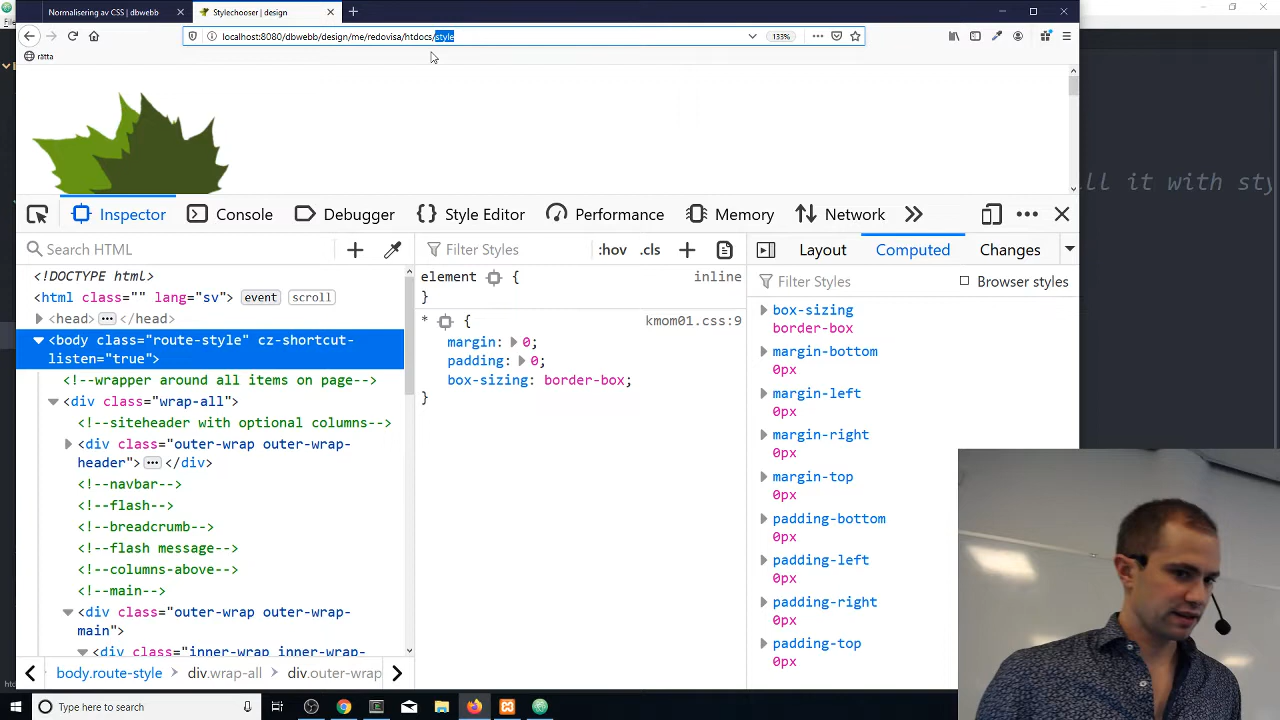 Normalisering av CSS | dbwebb
Stylechooser | design
localhost:8080/dbwebb/design/me/redovisa/htdocs/style
133%
rätta
ll it with sty
Inspector
Console
Debugger
Style Editor
Performance
Memory
Network
Search HTML
Filter Styles
:hov
.cls
Layout
Computed
Changes
<!DOCTYPE html>
<html class="" lang="sv">
event
scroll
<head> ••• </head>
<body class="route-style" cz-shortcut-
listen="true">
<!--wrapper around all items on page-->
<div class="wrap-all">
<!--siteheader with optional columns-->
<div class="outer-wrap outer-wrap-
header"> ••• </div>
<!--navbar-->
<!--flash-->
<!--breadcrumb-->
<!--flash message-->
<!--columns-above-->
<!--main-->
<div class="outer-wrap outer-wrap-
main">
<div class="inner-wrap inner-wrap-
body.route-style
div.wrap-all
div.outer-wrap
element {
inline
}
* {
kmom01.css:9
margin: 0;
padding: 0;
box-sizing: border-box;
}
Filter Styles
Browser styles
box-sizing
border-box
margin-bottom
0px
margin-left
0px
margin-right
0px
margin-top
0px
padding-bottom
0px
padding-left
0px
padding-right
0px
padding-top
0px
Type here to search